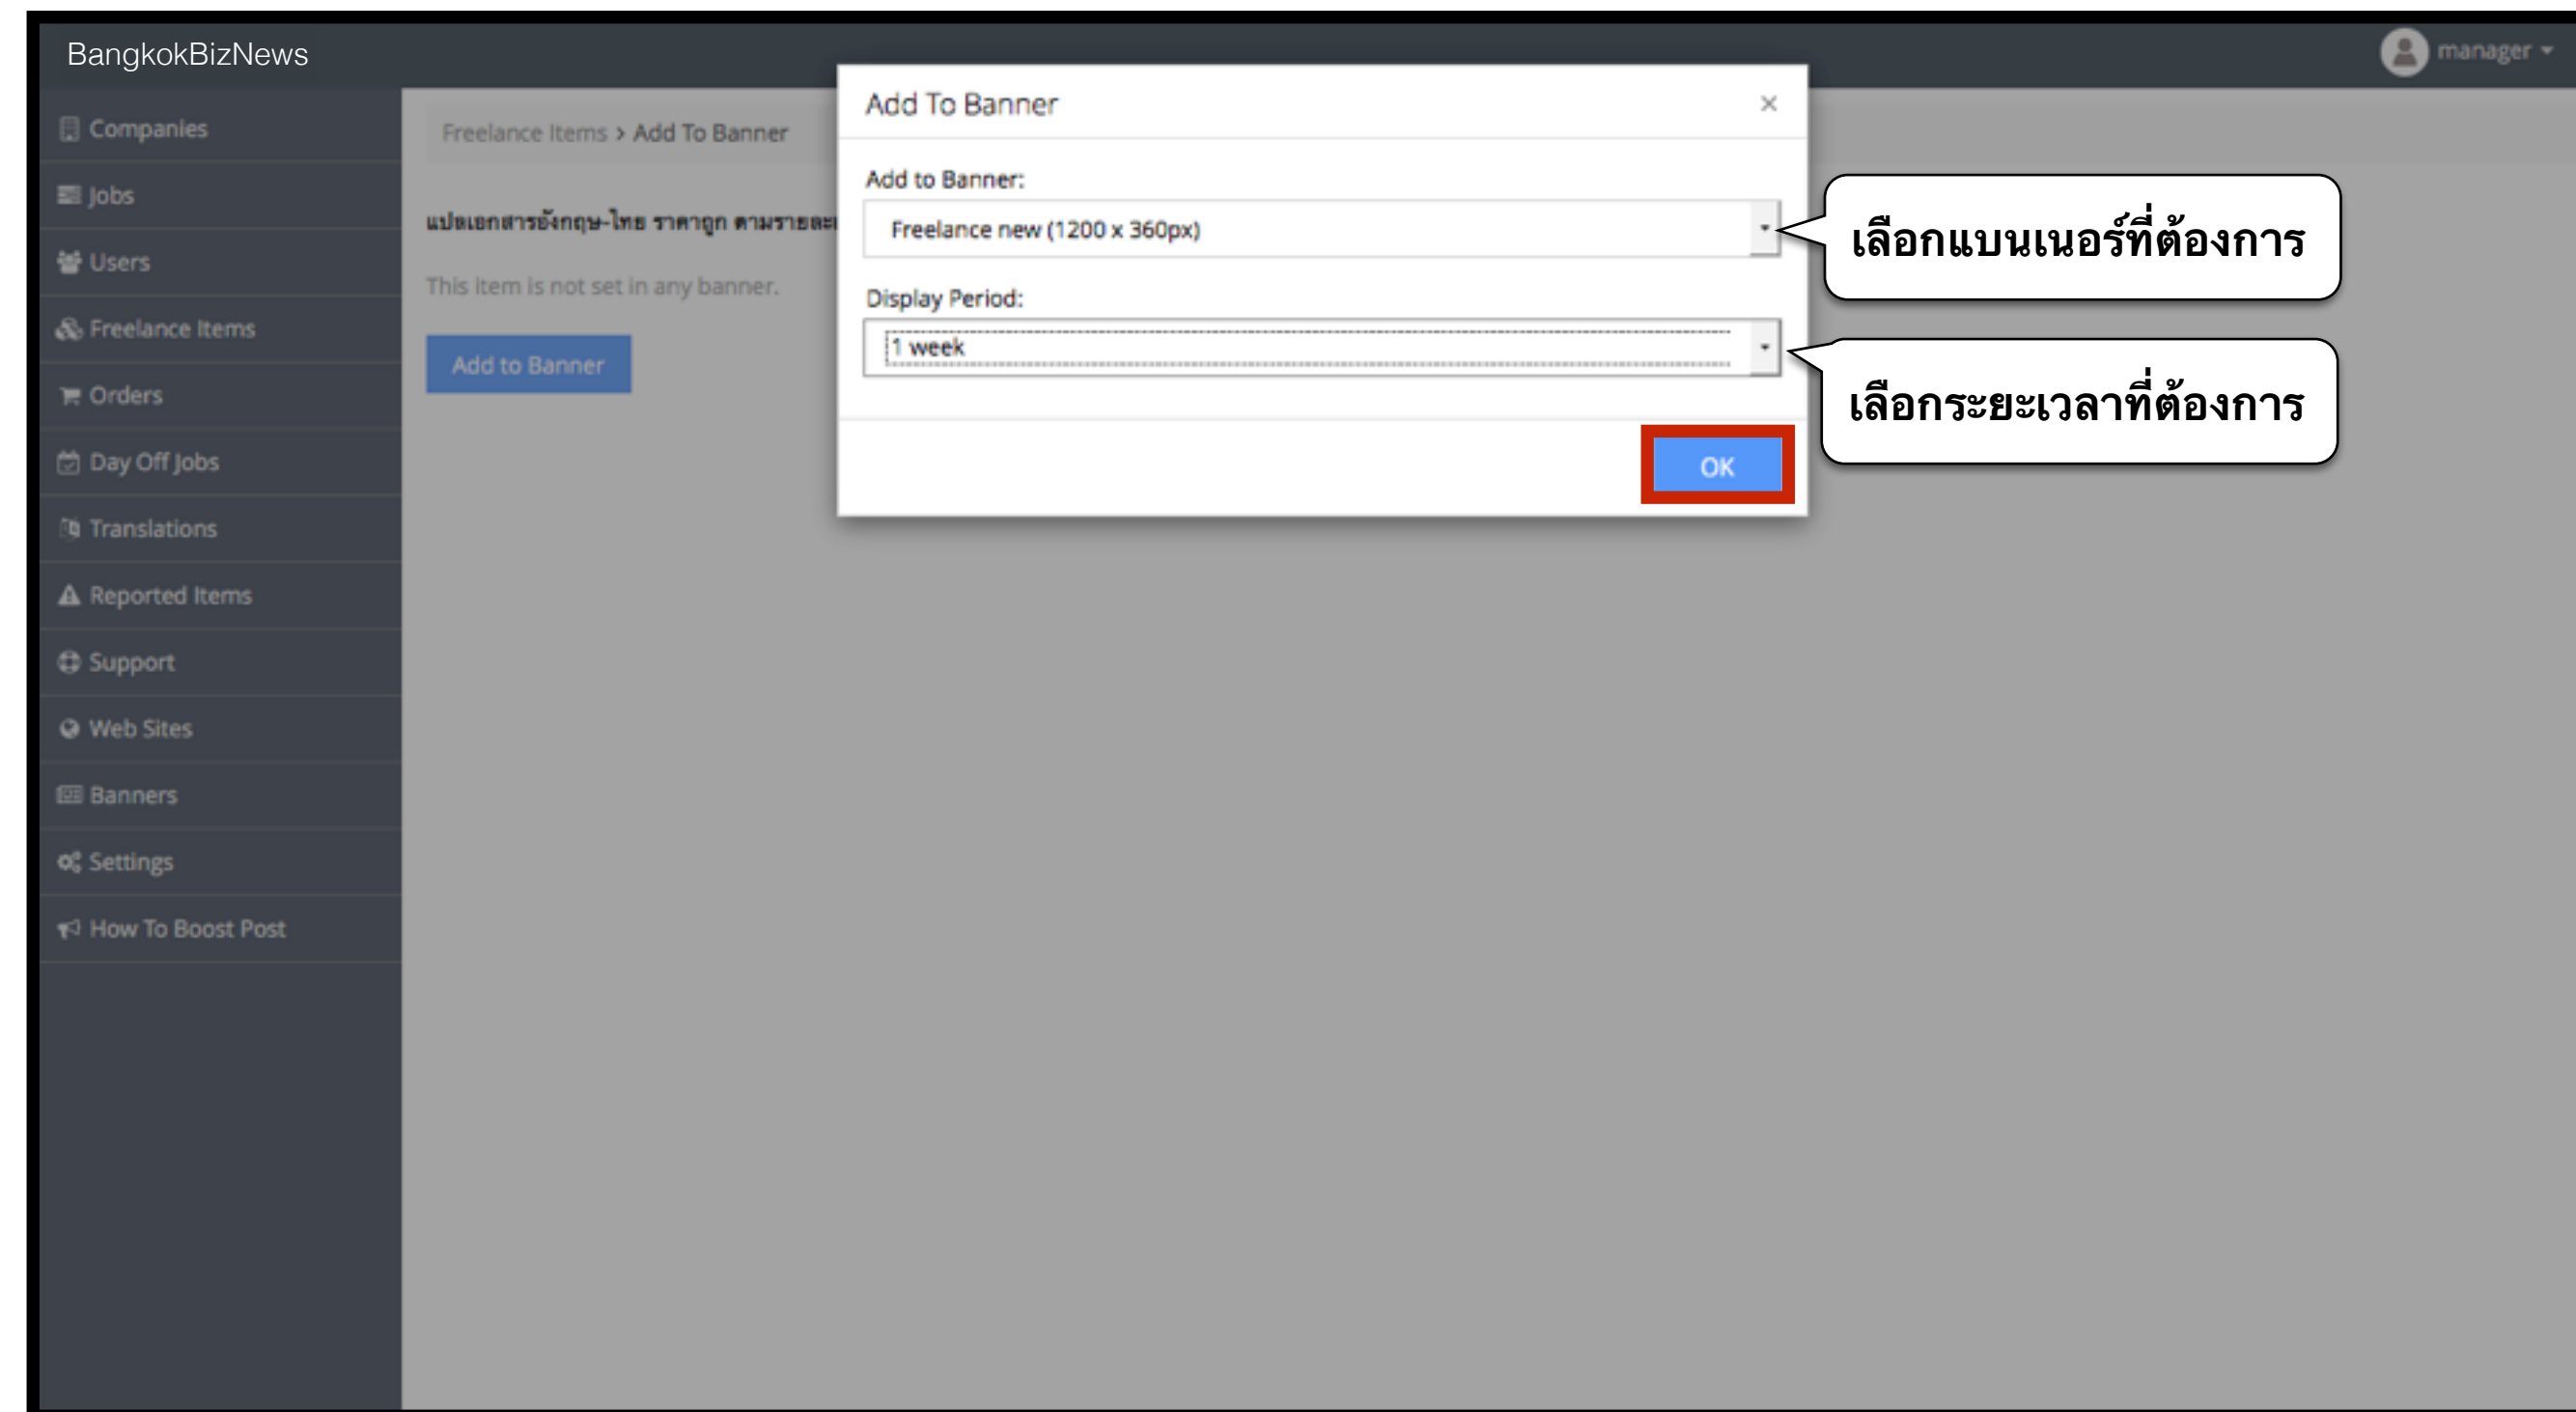 BangkokBizNews
manager
Companies
Jobs
Users
Freelance Items
Orders
Day Off Jobs
Translations
Reported Items
Support
Web Sites
Banners
Settings
How To Boost Post
Freelance Items > Add To Banner
แปลเอกสารอังกฤษ-ไทย ราคาถูก ตามรายละเ
This item is not set in any banner.
Add to Banner
Add To Banner
Add to Banner:
Freelance new (1200 x 360px)
Display Period:
1 week
OK
เลือกแบนเนอร์ที่ต้องการ
เลือกระยะเวลาที่ต้องการ